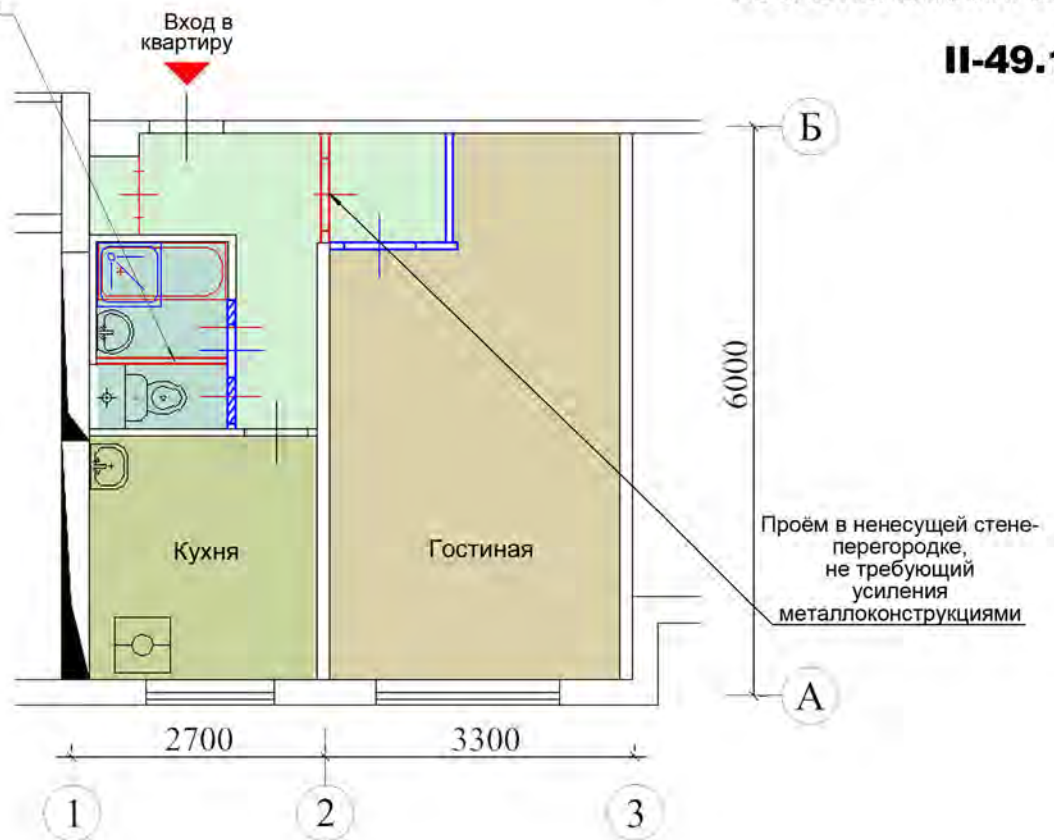 Вход в
квартиру
II-49.
Б
6000
Кухня
Гостиная
Проём в ненесущей стене-
перегородке,
не требующий
усиления
металлоконструкциями
А
2700
3300
1
2
3